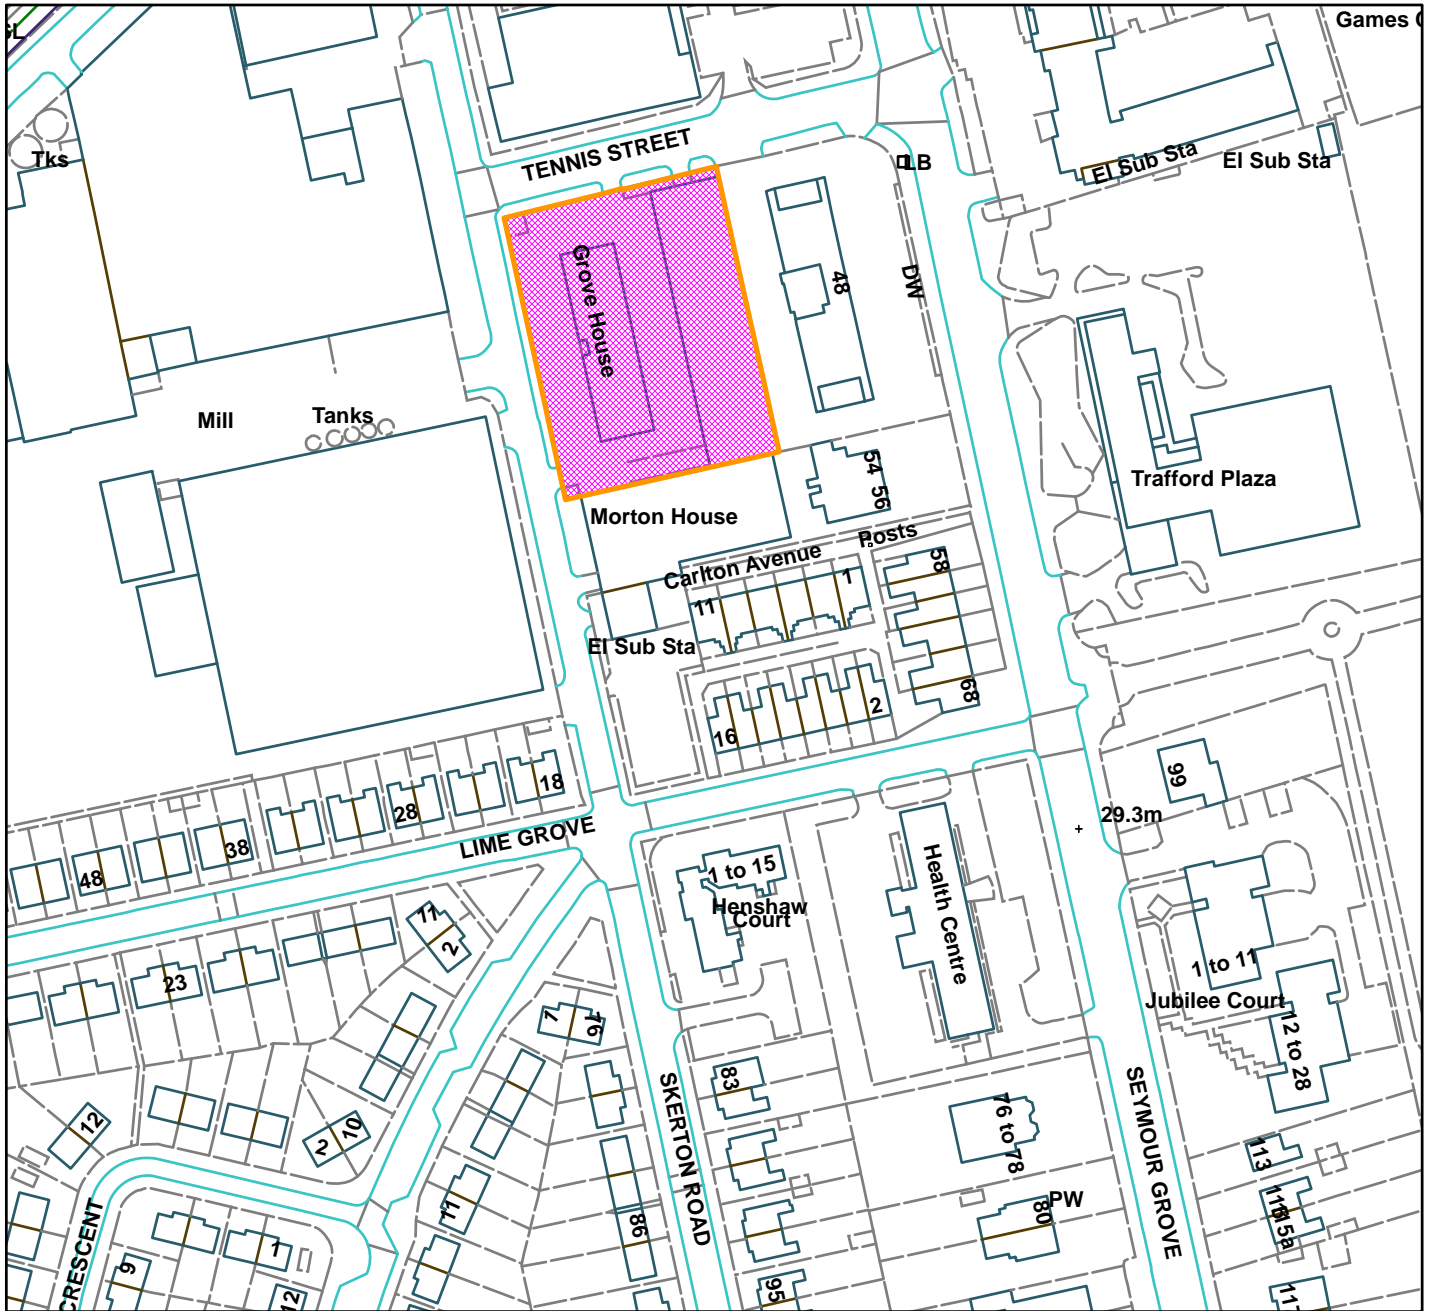 Games
Tks
TENNIS STREET
LB
El Sub Sta
El Sub Sta
Grove House
48
DW
Mill
Tanks
54
56
Trafford Plaza
Morton House
Posts
Carlton Avenue
58
1
11
El Sub Sta
68
2
16
18
28
38
48
LIME GROVE
99
29.3m
1 to 15
Henshaw
Court
Health Centre
11
2
23
1 to 11
Jubilee Court
12 to 28
7
76
83
12
2
10
SKERTON ROAD
76 to 78
SEYMOUR GROVE
113
115a
PW
80
11
86
CRESCENT
1
9
12
95